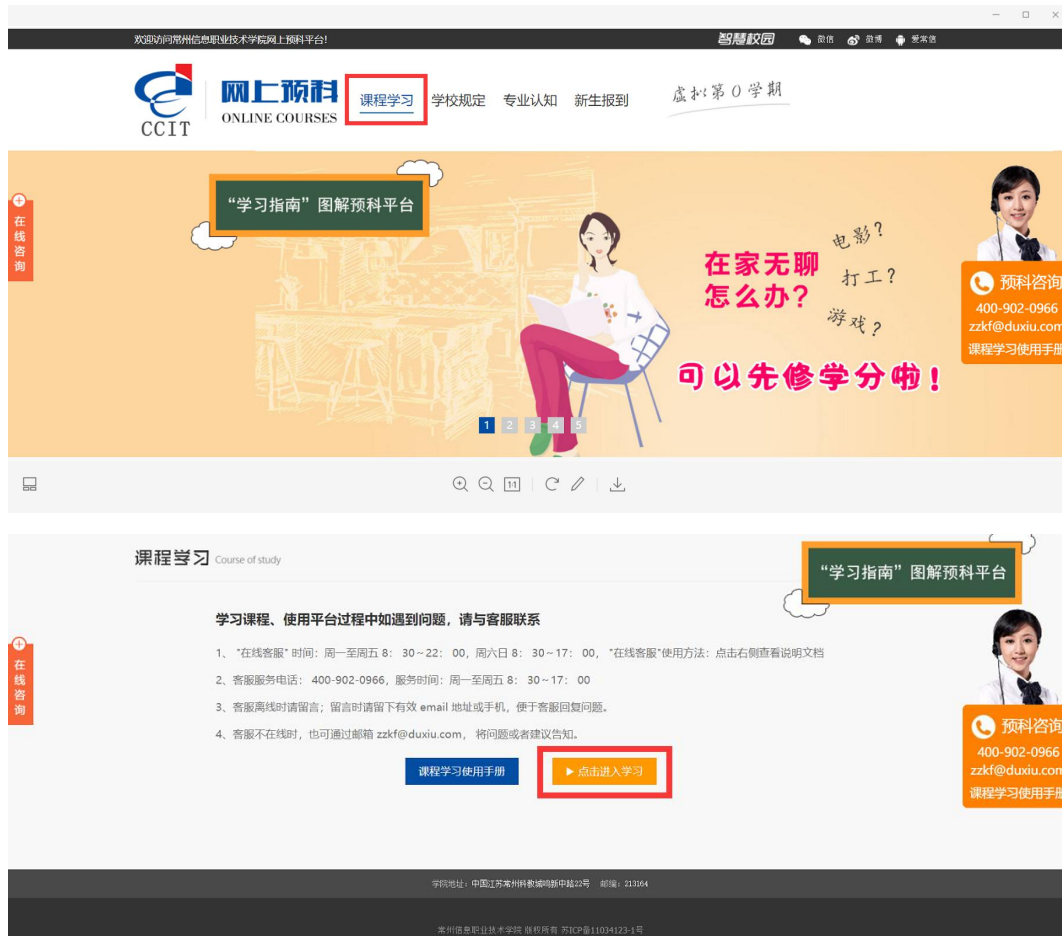 欢迎访问常州信息职业技术学院网上预科平台!
智慧校园 微信 微博 爱常信
CCIT
网上预科
ONLINE COURSES
课程学习 学校规定 专业认知 新生报到
虚拟第0学期
“学习指南”图解预科平台
在线咨询
在家无聊
怎么办?
电影?
打工?
游戏?
可以先修学分啦!
预科咨询
400-902-0966
zzkf@duxiu.com
课程学习使用手册
1 2 3 4 5
1:1
课程学习 Course of study
“学习指南”图解预科平台
学习课程、使用平台过程中如遇到问题，请与客服联系
1、 "在线客服" 时间：周一至周五 8：30~22：00，周六日 8：30~17：00， "在线客服"使用方法：点击右侧查看说明文档
2、客服服务电话： 400-902-0966，服务时间：周一至周五 8：30~17：00
3、客服离线时请留言；留言时请留下有效 email 地址或手机，便于客服回复问题。
4、客服不在线时，也可通过邮箱 zzkf@duxiu.com， 将问题或者建议告知。
课程学习使用手册
点击进入学习
在线咨询
预科咨询
400-902-0966
zzkf@duxiu.com
课程学习使用手册
学院地址：中国江苏常州科教城鸣新中路22号 邮编：213164
常州信息职业技术学院 版权所有 苏ICP备11034123-1号